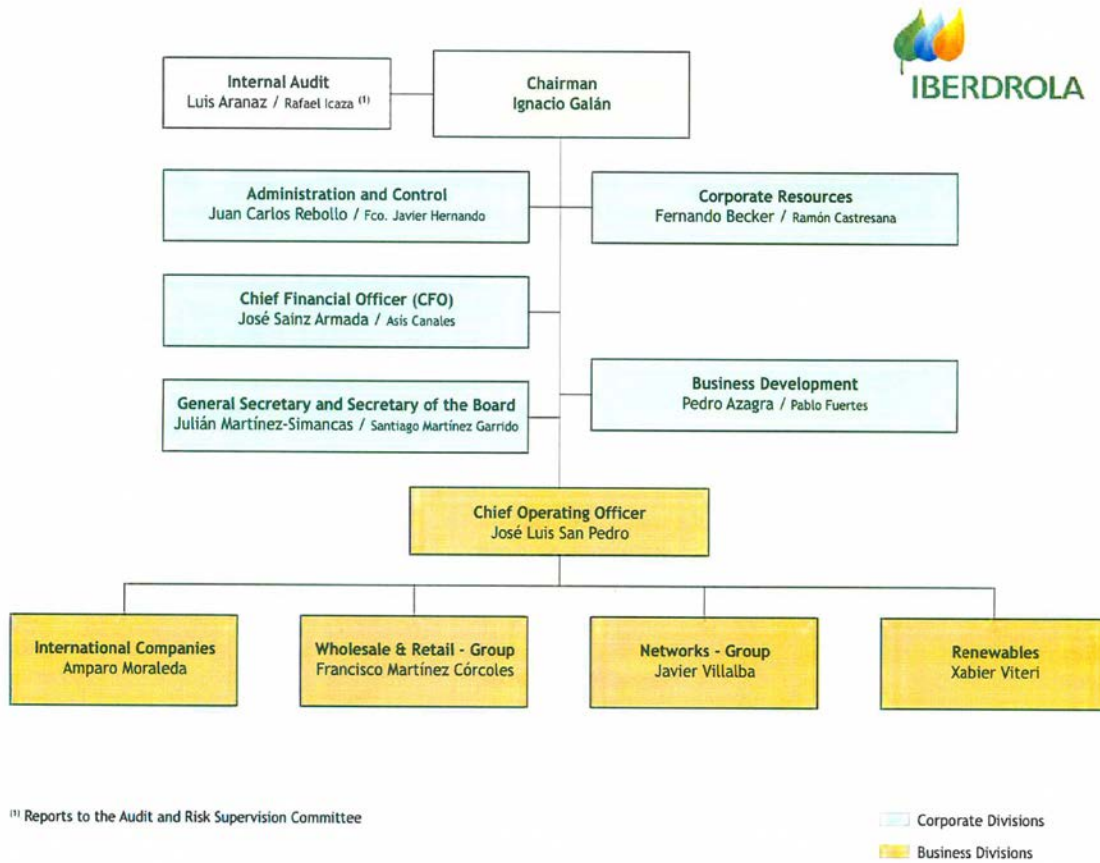 IBERDROLA
Internal Audit
Luis Aranaz / Rafael Icaza (1)
Chairman
Ignacio Galán
Administration and Control
Juan Carlos Rebollo / Fco. Javier Hernando
Corporate Resources
Fernando Becker / Ramón Castresana
Chief Financial Officer (CFO)
José Sainz Armada / Asís Canales
Business Development
Pedro Azagra / Pablo Fuertes
General Secretary and Secretary of the Board
Julián Martínez-Simancas / Santiago Martínez Garrido
Chief Operating Officer
José Luis San Pedro
International Companies
Amparo Moraleda
Wholesale & Retail - Group
Francisco Martínez Córcoles
Networks - Group
Javier Villalba
Renewables
Xabier Viteri
(1) Reports to the Audit and Risk Supervision Committee
Corporate Divisions
Business Divisions